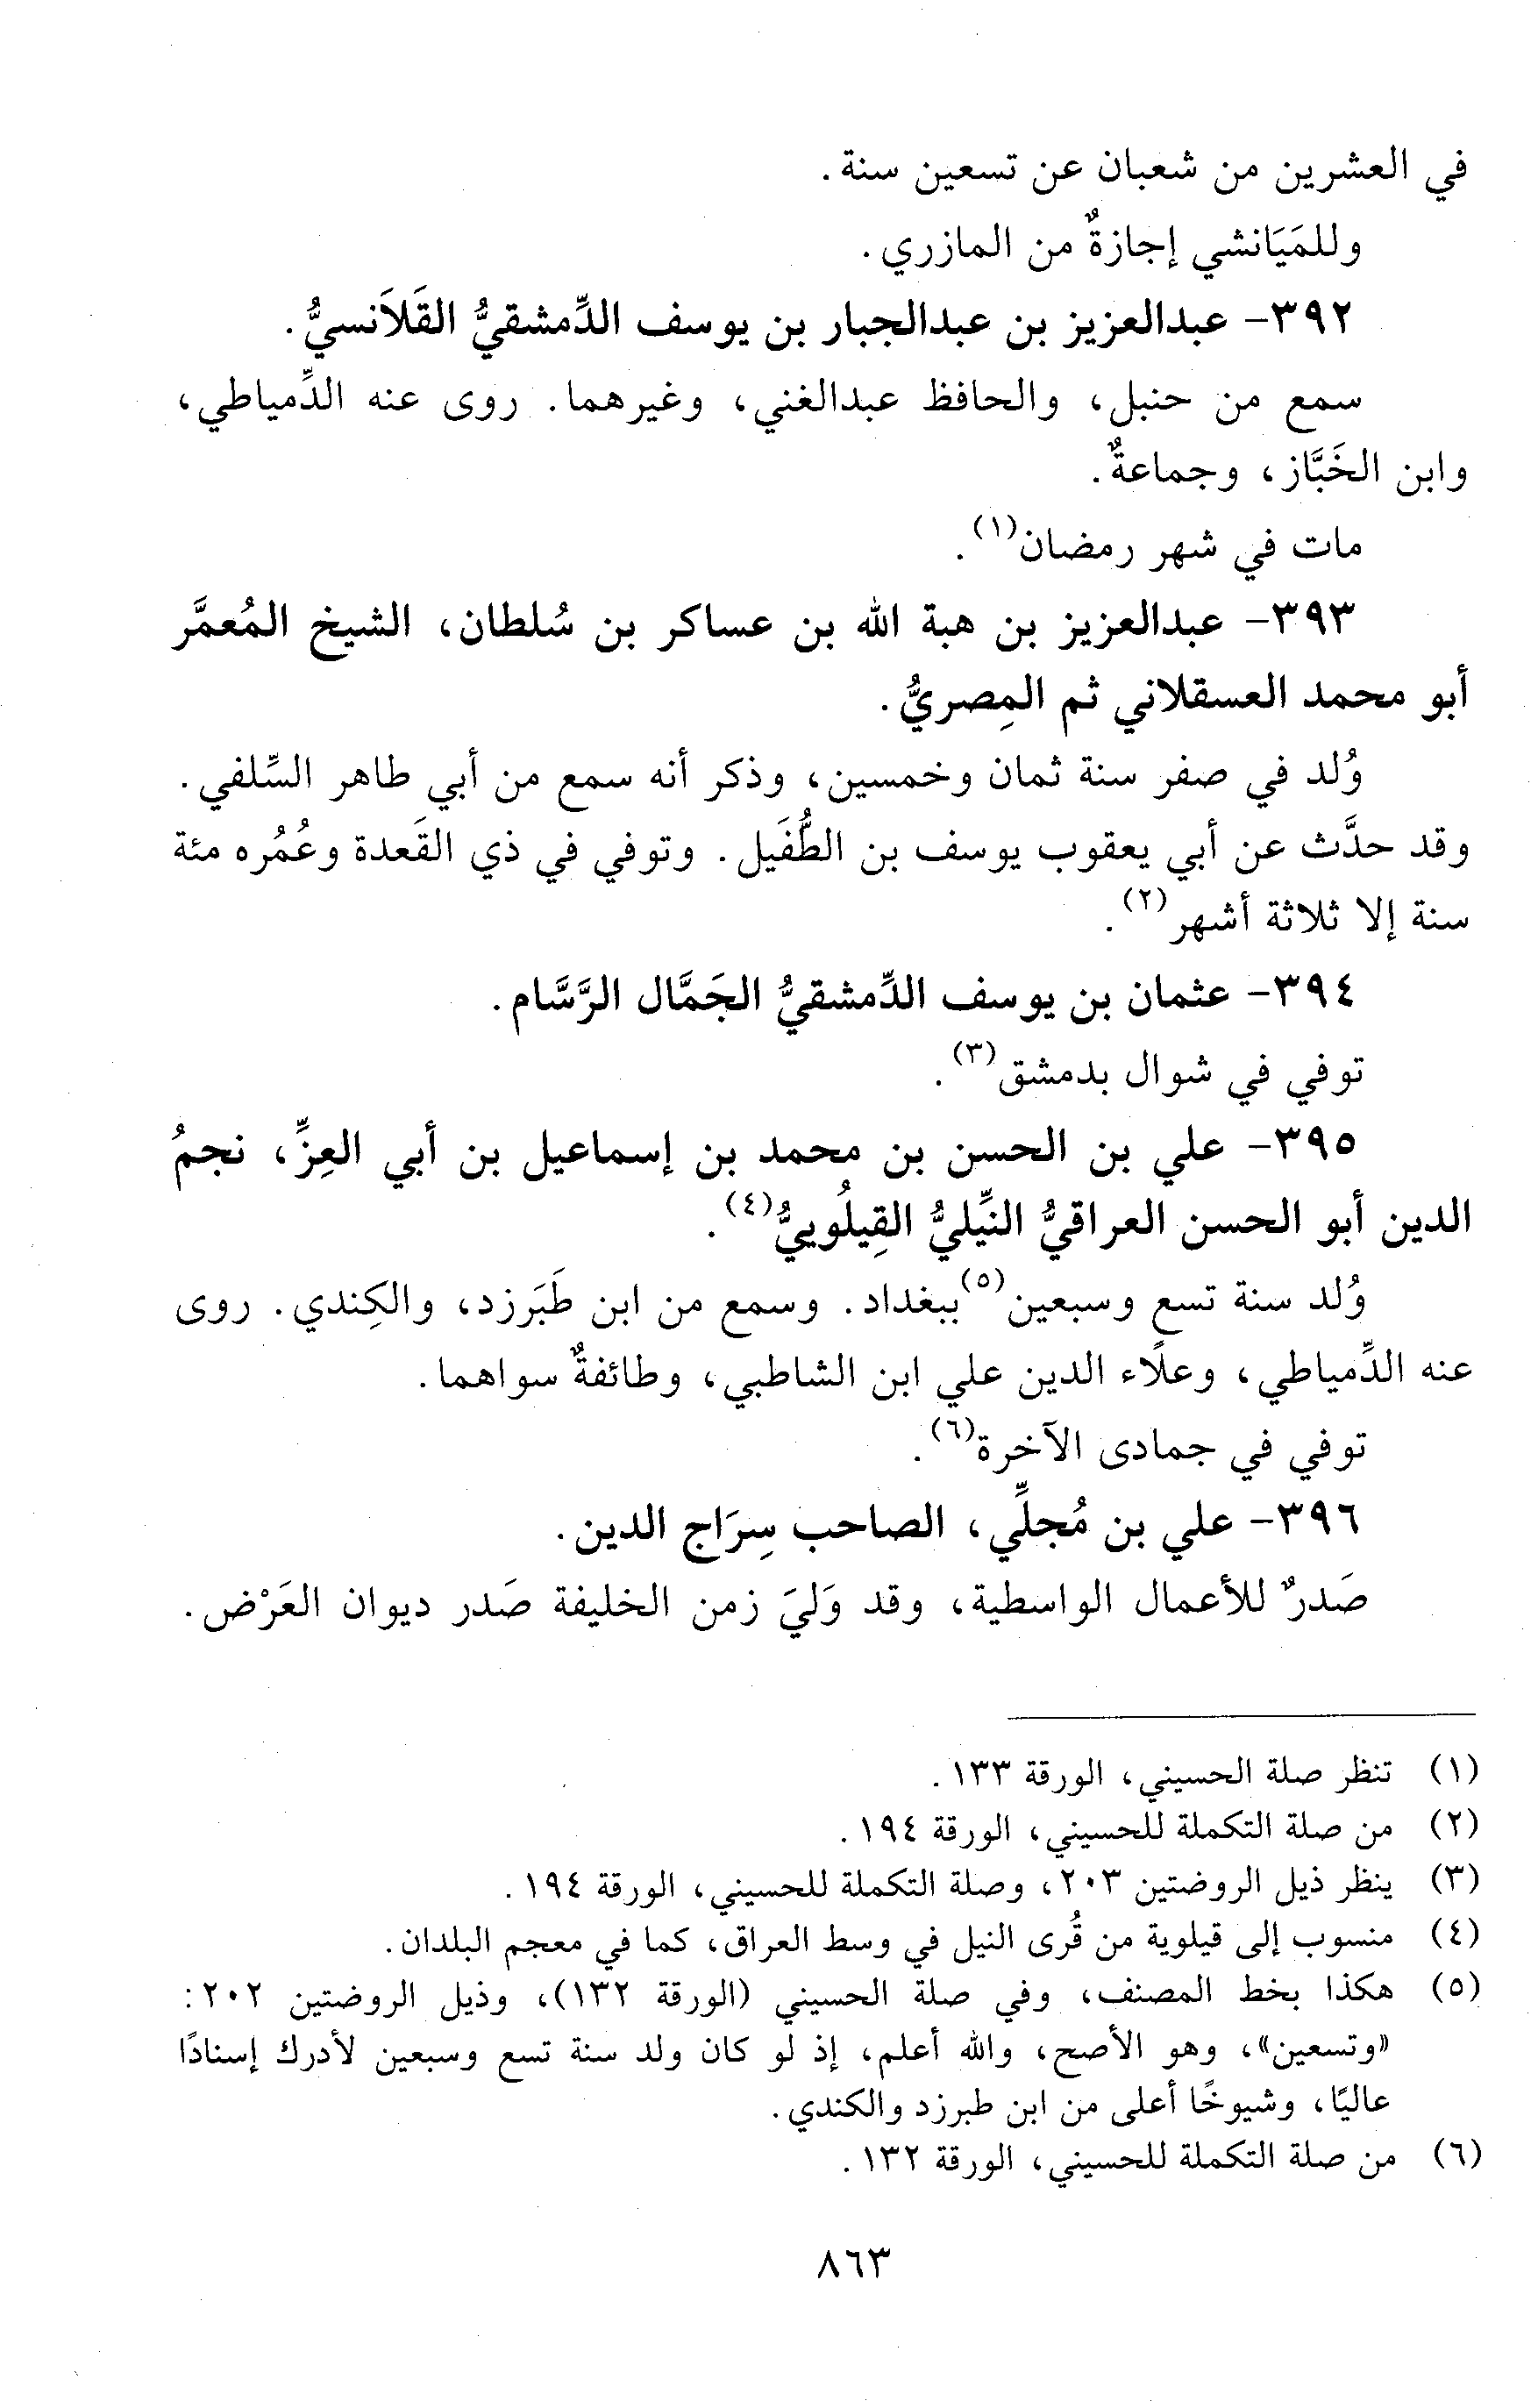 في العشرين من شعبان عن تسعين سنة.
وللمَيَانشي إجازةٌ من المازري.
٣٩٢- عبدالعزيز بن عبدالجبار بن يوسف الدِّمشقيُّ القَلاَنسيُّ.
سمع من حنبل، والحافظ عبدالغني، وغيرهما. روى عنه الدِّمياطي،
وابن الخَبَّاز، وجماعةٌ.
مات في شهر رمضان(١).
٣٩٣- عبدالعزيز بن هبة الله بن عساكر بن سُلطان، الشيخ المُعمَّر
أبو محمد العسقلاني ثم المِصريُّ.
وُلد في صفر سنة ثمان وخمسين، وذكر أنه سمع من أبي طاهر السِّلفي.
وقد حدَّث عن أبي يعقوب يوسف بن الطُّفَيل. وتوفي في ذي القَعدة وعُمُره مئة
سنة إلا ثلاثة أشهر(٢).
٣٩٤- عثمان بن يوسف الدِّمشقيُّ الجَمَّال الرَّسَّام.
توفي في شوال بدمشق(٣).
٣٩٥- علي بن الحسن بن محمد بن إسماعيل بن أبي العِزِّ، نجمُ
الدين أبو الحسن العراقيُّ النِّيليُّ القِيلُوييُّ(٤).
وُلد سنة تسع وسبعين(٥) ببغداد. وسمع من ابن طَبَرزد، والكِندي. روى
عنه الدِّمياطي، وعلًاء الدين علي ابن الشاطبي، وطائفةٌ سواهما.
توفي في جمادى الآخرة(٦).
٣٩٦- علي بن مُجلِّي، الصاحب سِرَاج الدين.
صَدرٌ للأعمال الواسطية، وقد وَليَ زمن الخليفة صَدر ديوان العَرْض.
(١) تنظر صلة الحسيني، الورقة ١٣٣.
(٢) من صلة التكملة للحسيني، الورقة ١٩٤.
(٣) ينظر ذيل الروضتين ٢٠٣، وصلة التكملة للحسيني، الورقة ١٩٤.
(٤) منسوب إلى قيلوية من قُرى النيل في وسط العراق، كما في معجم البلدان.
(٥) هكذا بخط المصنف، وفي صلة الحسيني (الورقة ١٣٢)، وذيل الروضتين ٢٠٢:
«وتسعين»، وهو الأصح، والله أعلم، إذ لو كان ولد سنة تسع وسبعين لأدرك إسنادًا
عاليًا، وشيوخًا أعلى من ابن طبرزد والكندي.
(٦) من صلة التكملة للحسيني، الورقة ١٣٢.
٨٦٣